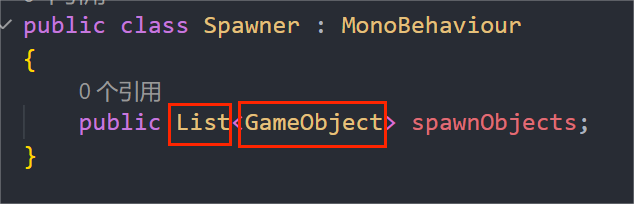 public class Spawner : MonoBehaviour
{
0 个引用
public List<GameObject> spawnObjects;
}